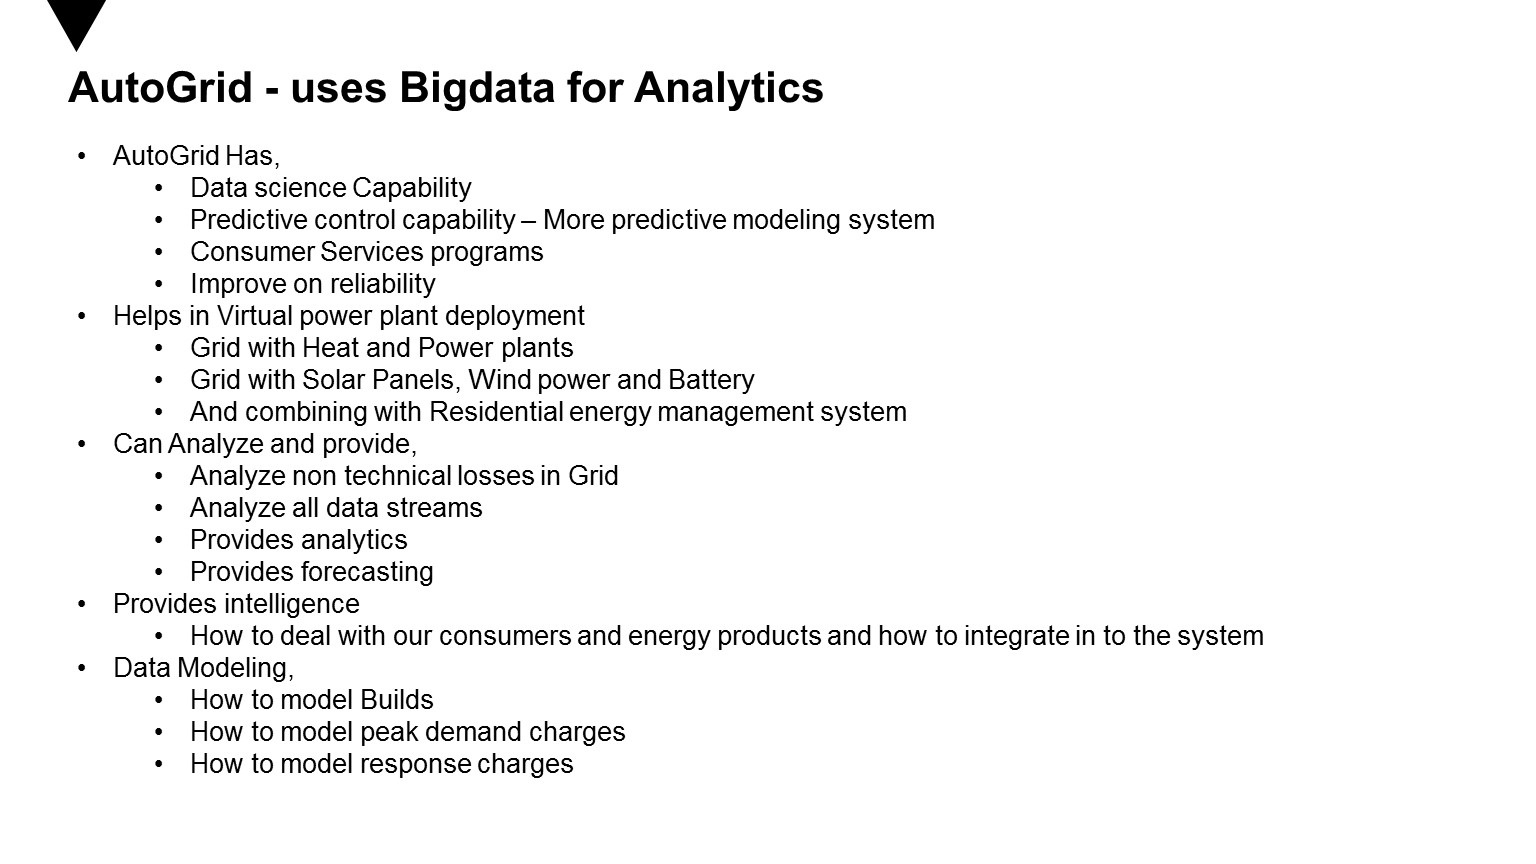 AutoGrid - uses Bigdata for Analytics
• AutoGrid Has,
• Data science Capability
• Predictive control capability – More predictive modeling system
• Consumer Services programs
• Improve on reliability
• Helps in Virtual power plant deployment
• Grid with Heat and Power plants
• Grid with Solar Panels, Wind power and Battery
• And combining with Residential energy management system
• Can Analyze and provide,
• Analyze non technical losses in Grid
• Analyze all data streams
• Provides analytics
• Provides forecasting
• Provides intelligence
• How to deal with our consumers and energy products and how to integrate in to the system
• Data Modeling,
• How to model Builds
• How to model peak demand charges
• How to model response charges